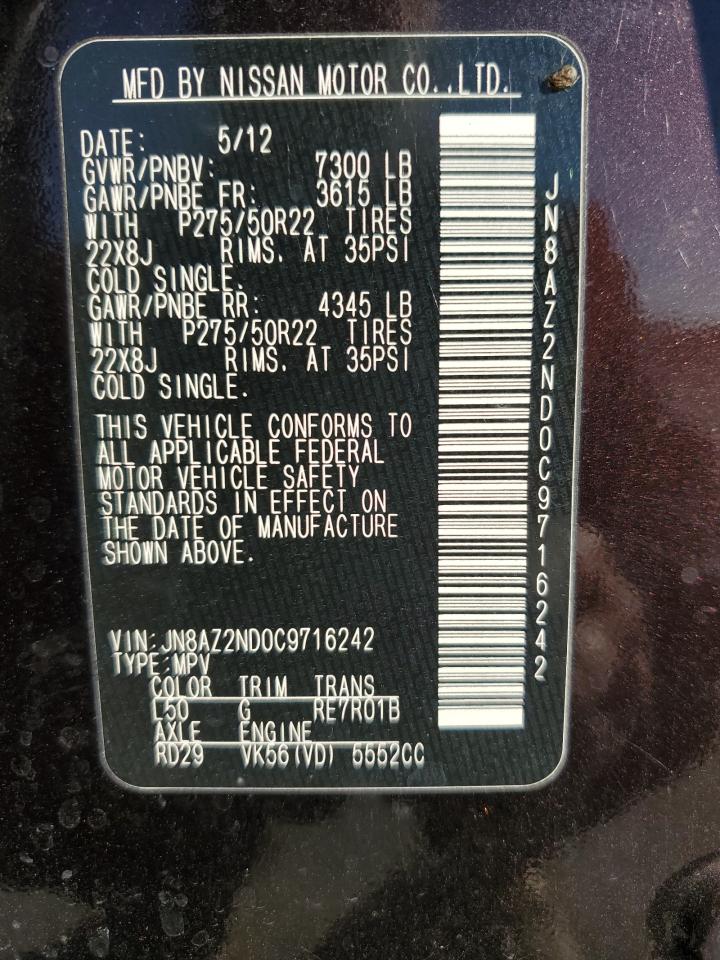 MFD BY NISSAN MOTOR CO.,LTD.
DATE: 5/12
GVWR/PNBV: 7300 LB
GAWR/PNBE FR: 3615 LB
WITH P275/50R22 TIRES
22X8J RIMS. AT 35PSI
COLD SINGLE.
GAWR/PNBE RR: 4345 LB
WITH P275/50R22 TIRES
22X8J RIMS. AT 35PSI
COLD SINGLE.
THIS VEHICLE CONFORMS TO
ALL APPLICABLE FEDERAL
MOTOR VEHICLE SAFETY
STANDARDS IN EFFECT ON
THE DATE OF MANUFACTURE
SHOWN ABOVE.
VIN:JN8AZ2ND0C9716242
TYPE:MPV
COLOR TRIM TRANS
L50 G RE7R01B
AXLE ENGINE
RD29 VK56(VD) 5552CC
JN8AZ2ND0C9716242